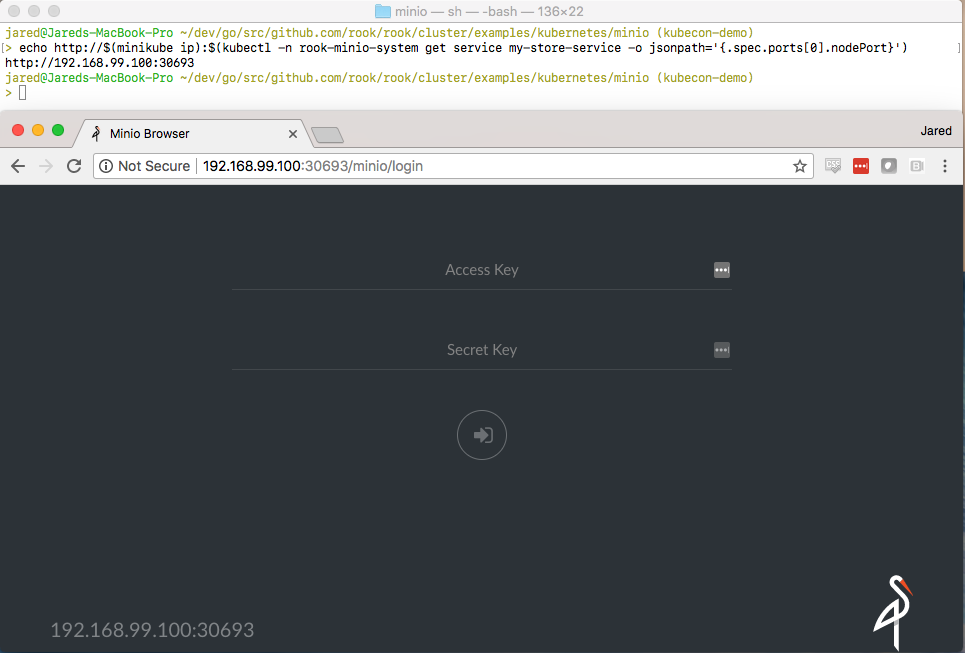 minio — sh — -bash — 136×22
jared@Jareds-MacBook-Pro ~/dev/go/src/github.com/rook/rook/cluster/examples/kubernetes/minio (kubecon-demo)
[> echo http://$(minikube ip):$(kubectl -n rook-minio-system get service my-store-service -o jsonpath='{.spec.ports[0].nodePort}') ]
http://192.168.99.100:30693
jared@Jareds-MacBook-Pro ~/dev/go/src/github.com/rook/rook/cluster/examples/kubernetes/minio (kubecon-demo)
>
Minio Browser
Jared
Not Secure 192.168.99.100:30693/minio/login
CSP
B
Access Key
Secret Key
192.168.99.100:30693